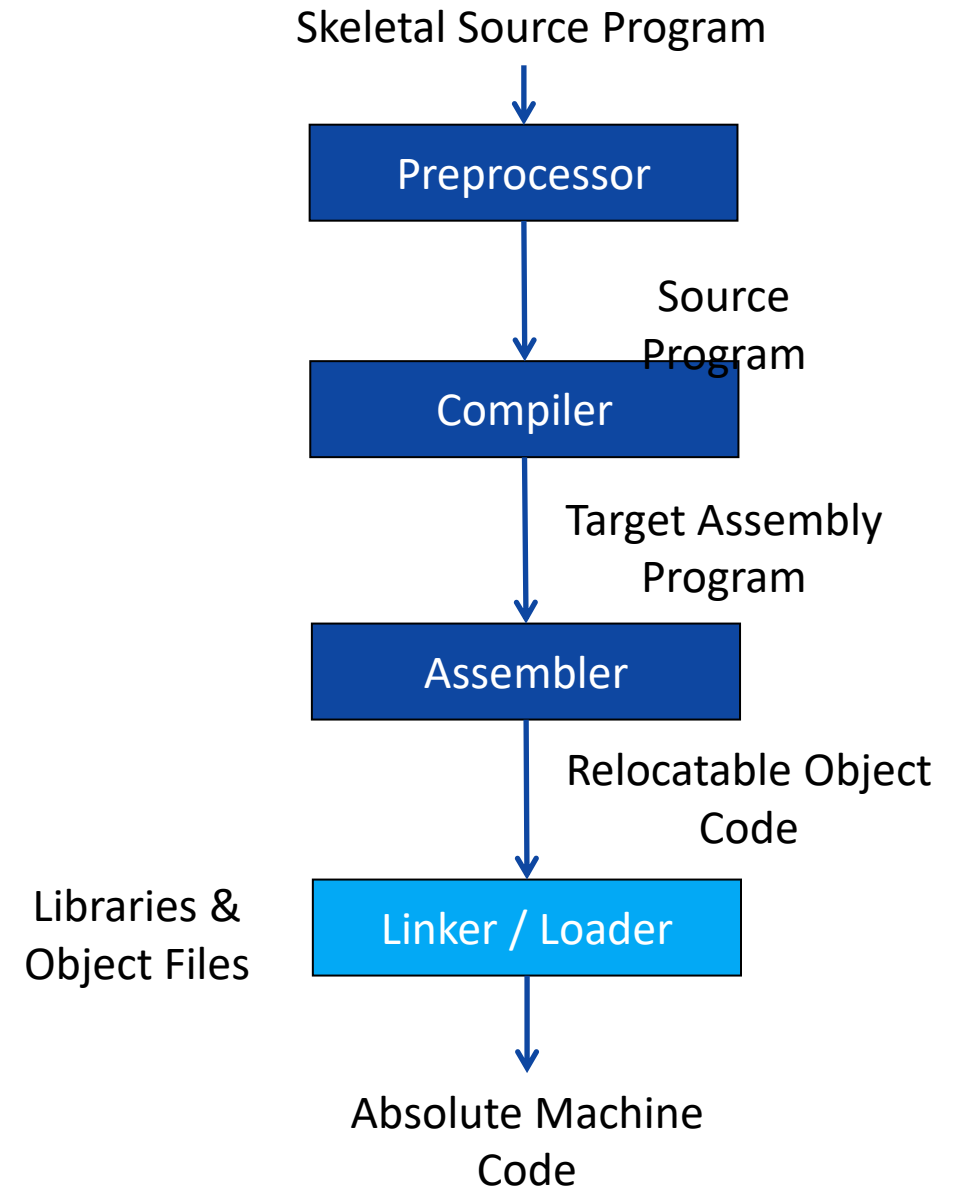 Skeletal Source Program
Preprocessor
Source
Program
Compiler
Target Assembly
Program
Assembler
Relocatable Object
Code
Libraries &
Object Files
Linker / Loader
Absolute Machine
Code